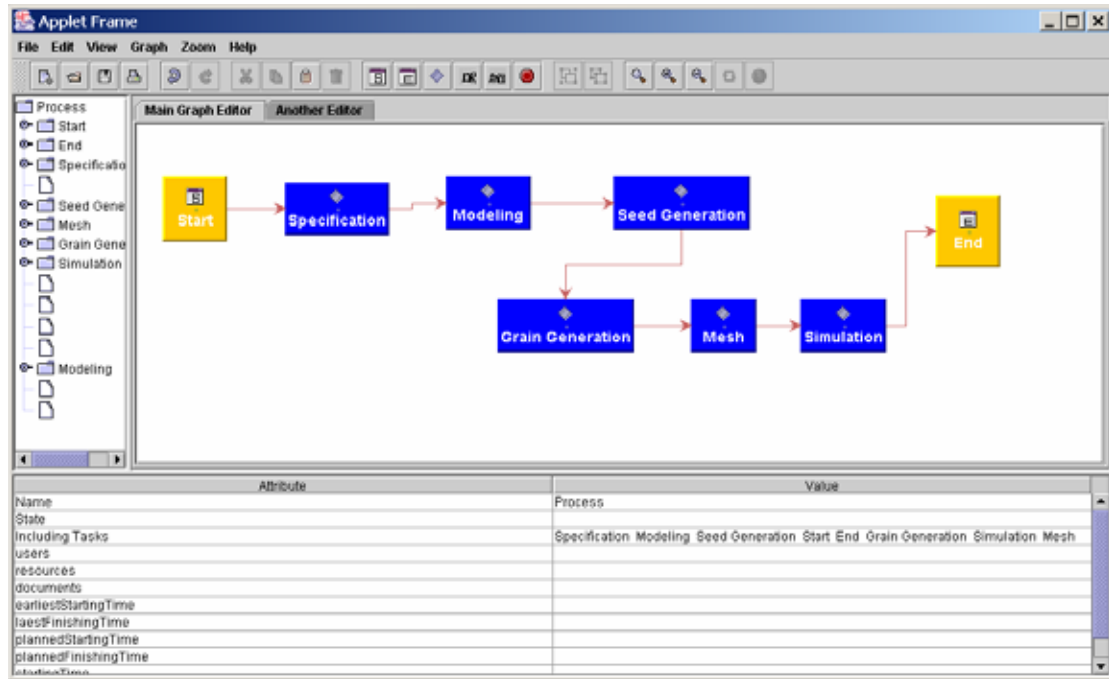 Applet Frame
File Edit View Graph Zoom Help
Process
Start
End
Specificatio
Seed Gene
Mesh
Grain Gene
Simulation
Modeling
Main Graph Editor Another Editor
Start
Specification
Modeling
Seed Generation
End
Grain Generation
Mesh
Simulation
Attribute Value
Name Process
State
Including Tasks Specification Modeling Seed Generation Start End Grain Generation Simulation Mesh
users
resources
documents
earliestStartingTime
laestFinishingTime
plannedStartingTime
plannedFinishingTime
startingTime